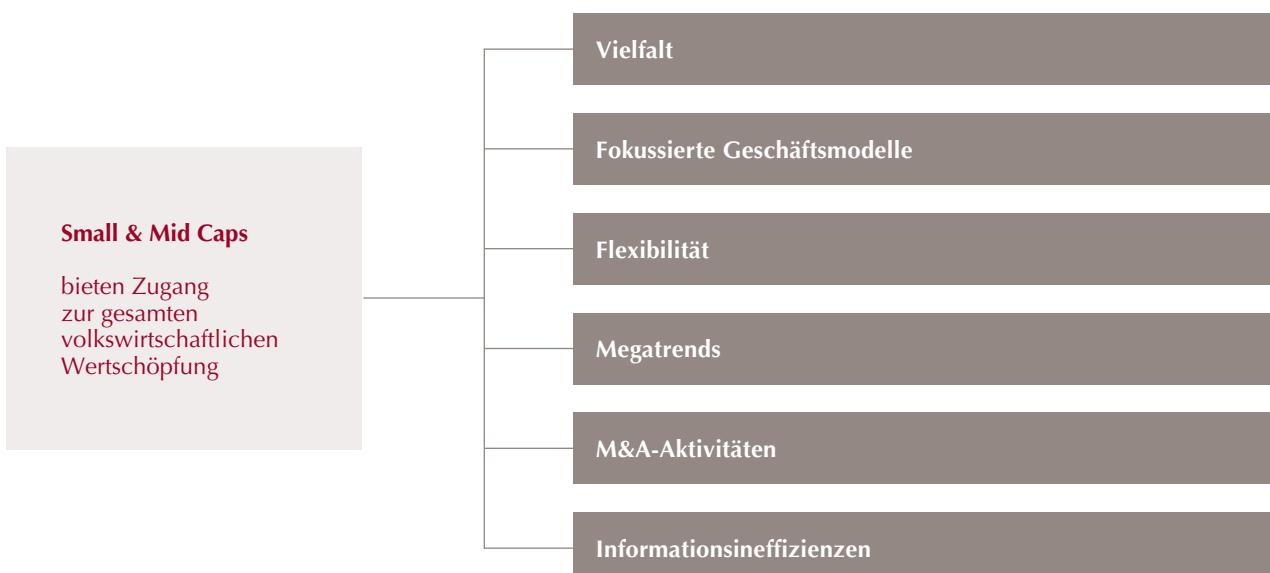 Small & Mid Caps
bieten Zugang
zur gesamten
volkswirtschaftlichen
Wertschöpfung
Vielfalt
Fokussierte Geschäftsmodelle
Flexibilität
Megatrends
M&A-Aktivitäten
Informationsineffizienzen